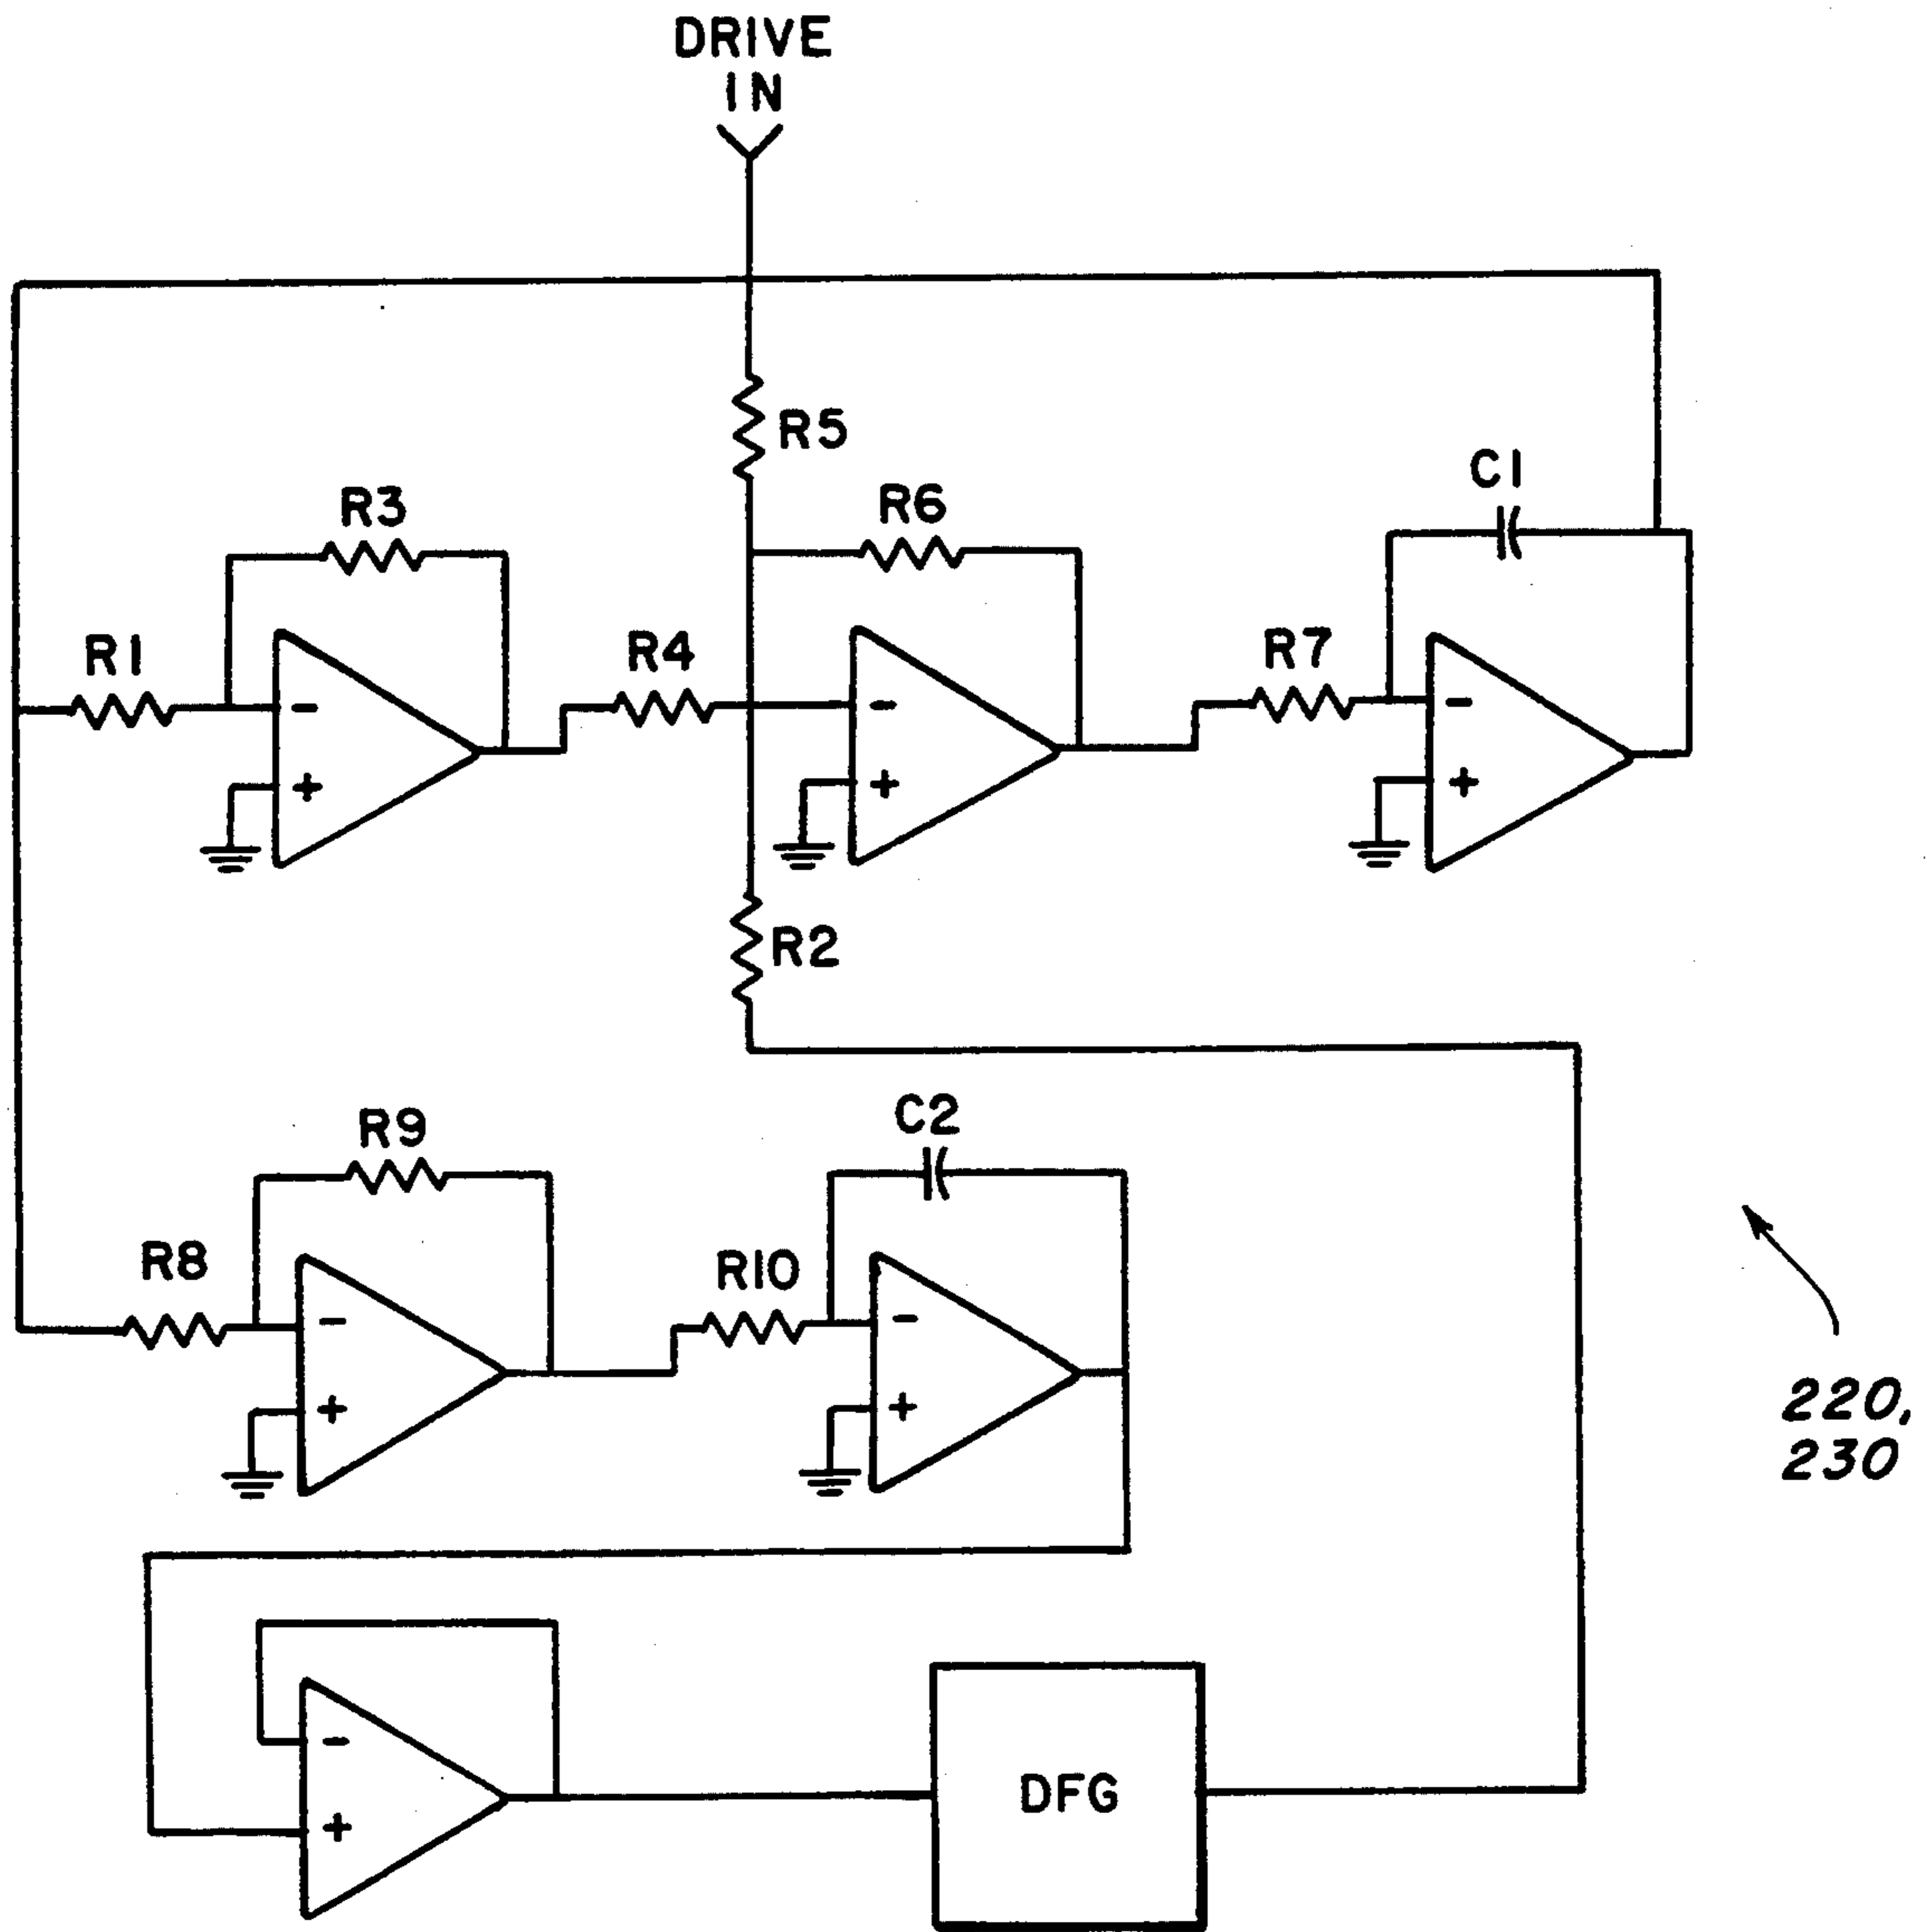 DRIVE
IN
R5
C1
R3
R6
R1
R4
R7
-
-
-
+
+
+
R2
R9
C2
R8
R10
-
-
+
+
220,
230
-
DFG
+